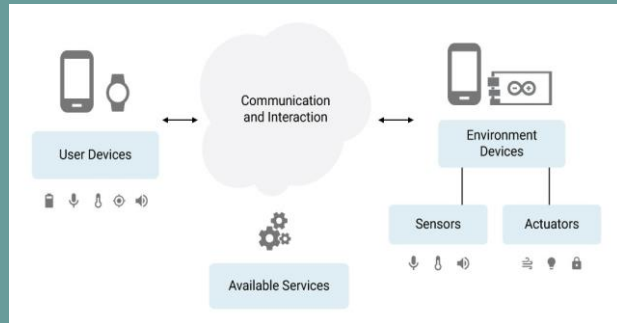 Communication
and Interaction
User Devices
Environment
Devices
Sensors
Actuators
Available Services